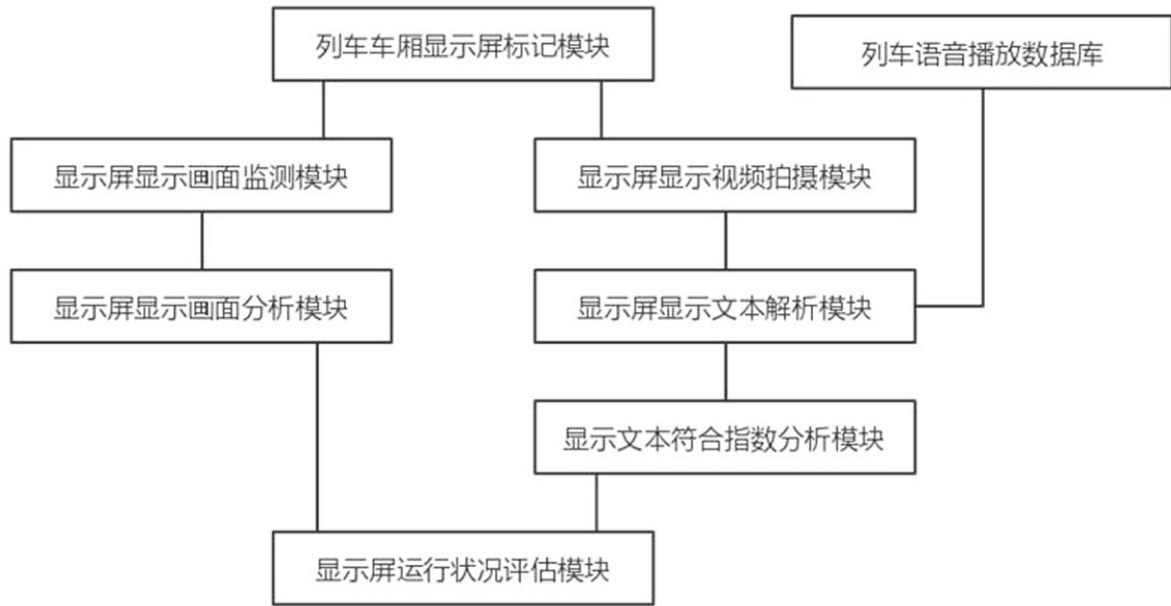 列车车厢显示屏标记模块
列车语音播放数据库
显示屏显示画面监测模块
显示屏显示视频拍摄模块
显示屏显示画面分析模块
显示屏显示文本解析模块
显示文本符合指数分析模块
显示屏运行状况评估模块